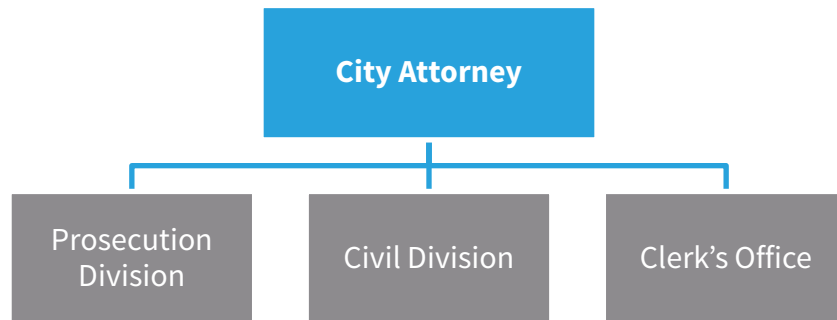 City Attorney
Prosecution
Division
Civil Division
Clerk’s Office